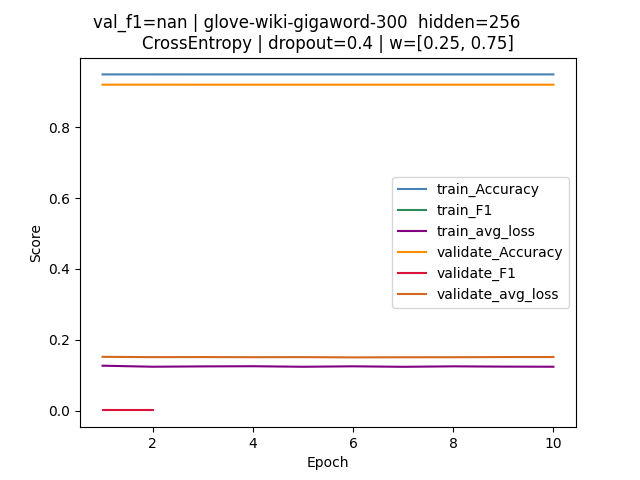 val_f1=nan | glove-wiki-gigaword-300  hidden=256
CrossEntropy | dropout=0.4 | w=[0.25, 0.75]
Score
0.8
0.6
0.4
0.2
0.0
train_Accuracy
train_F1
train_avg_loss
validate_Accuracy
validate_F1
validate_avg_loss
2 4 6 8 10
Epoch